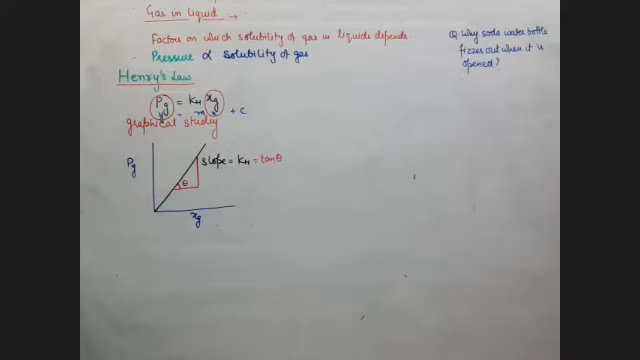 Gas in liquid
Factors on which solubility of gas in liquids depends
Pressure ∝ solubility of gas
Henry's Law
Pg = KH xg
y = m x + c
graphical study
Pg
slope = KH = tanθ
θ
xg
Q Why soda water bottle
fizzes out when it is
opened?